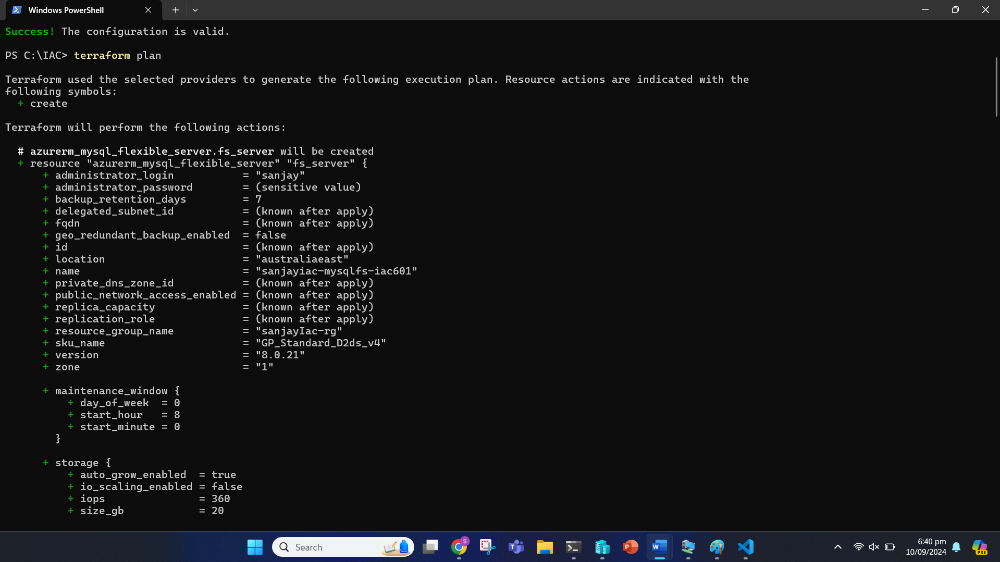 Windows PowerShell
Success! The configuration is valid.
PS C:\IAC> terraform plan
Terraform used the selected providers to generate the following execution plan. Resource actions are indicated with the
following symbols:
  + create
Terraform will perform the following actions:
  # azurerm_mysql_flexible_server.fs_server will be created
  + resource "azurerm_mysql_flexible_server" "fs_server" {
      + administrator_login           = "sanjay"
      + administrator_password        = (sensitive value)
      + backup_retention_days         = 7
      + delegated_subnet_id           = (known after apply)
      + fqdn                          = (known after apply)
      + geo_redundant_backup_enabled  = false
      + id                            = (known after apply)
      + location                      = "australiaeast"
      + name                          = "sanjayiac-mysqlfs-iac601"
      + private_dns_zone_id           = (known after apply)
      + public_network_access_enabled = (known after apply)
      + replica_capacity              = (known after apply)
      + replication_role              = (known after apply)
      + resource_group_name           = "sanjayIac-rg"
      + sku_name                      = "GP_Standard_D2ds_v4"
      + version                       = "8.0.21"
      + zone                          = "1"
      + maintenance_window {
          + day_of_week  = 0
          + start_hour   = 8
          + start_minute = 0
        }
      + storage {
          + auto_grow_enabled  = true
          + io_scaling_enabled = false
          + iops               = 360
          + size_gb            = 20
Search
S
T
P
W
6:40 pm
10/09/2024
PRE